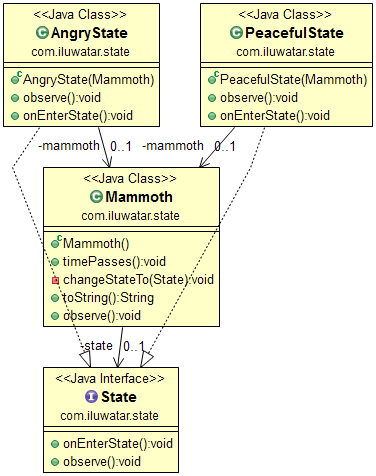 <<Java Class>>
AngryState
com.iluwatar.state
AngryState(Mammoth)
observe():void
onEnterState():void
<<Java Class>>
PeacefulState
com.iluwatar.state
PeacefulState(Mammoth)
observe():void
onEnterState():void
-mammoth 0..1
-mammoth 0..1
<<Java Class>>
Mammoth
com.iluwatar.state
Mammoth()
timePasses():void
changeStateTo(State):void
toString():String
observe():void
-state 0..1
<<Java Interface>>
State
com.iluwatar.state
onEnterState():void
observe():void